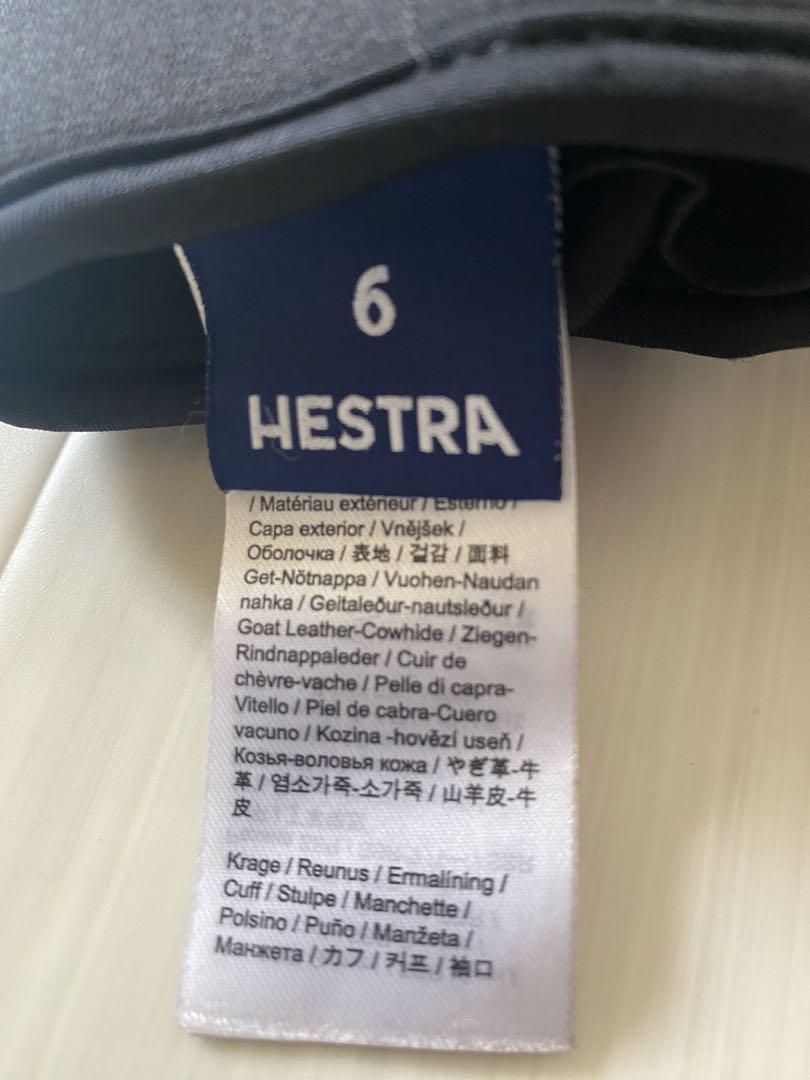 6
HESTRA
/ Matériau extérieur / Esterno /
Capa exterior / Vnějšek /
Оболочка / 表地 / 겉감 / 面料
Get-Nötnappa / Vuohen-Naudan
nahka / Geitaleður-nautsleður /
Goat Leather-Cowhide / Ziegen-
Rindnappaleder / Cuir de
chèvre-vache / Pelle di capra-
Vitello / Piel de cabra-Cuero
vacuno / Kozina -hovězí useň /
Козья-воловья кожа / やぎ革-牛
革 / 염소가죽-소가죽 / 山羊皮-牛
皮
Krage / Reunus / Ermalíning /
Cuff / Stulpe / Manchette /
Polsino / Puño / Manžeta /
Манжета / カフ / 커프 / 袖口